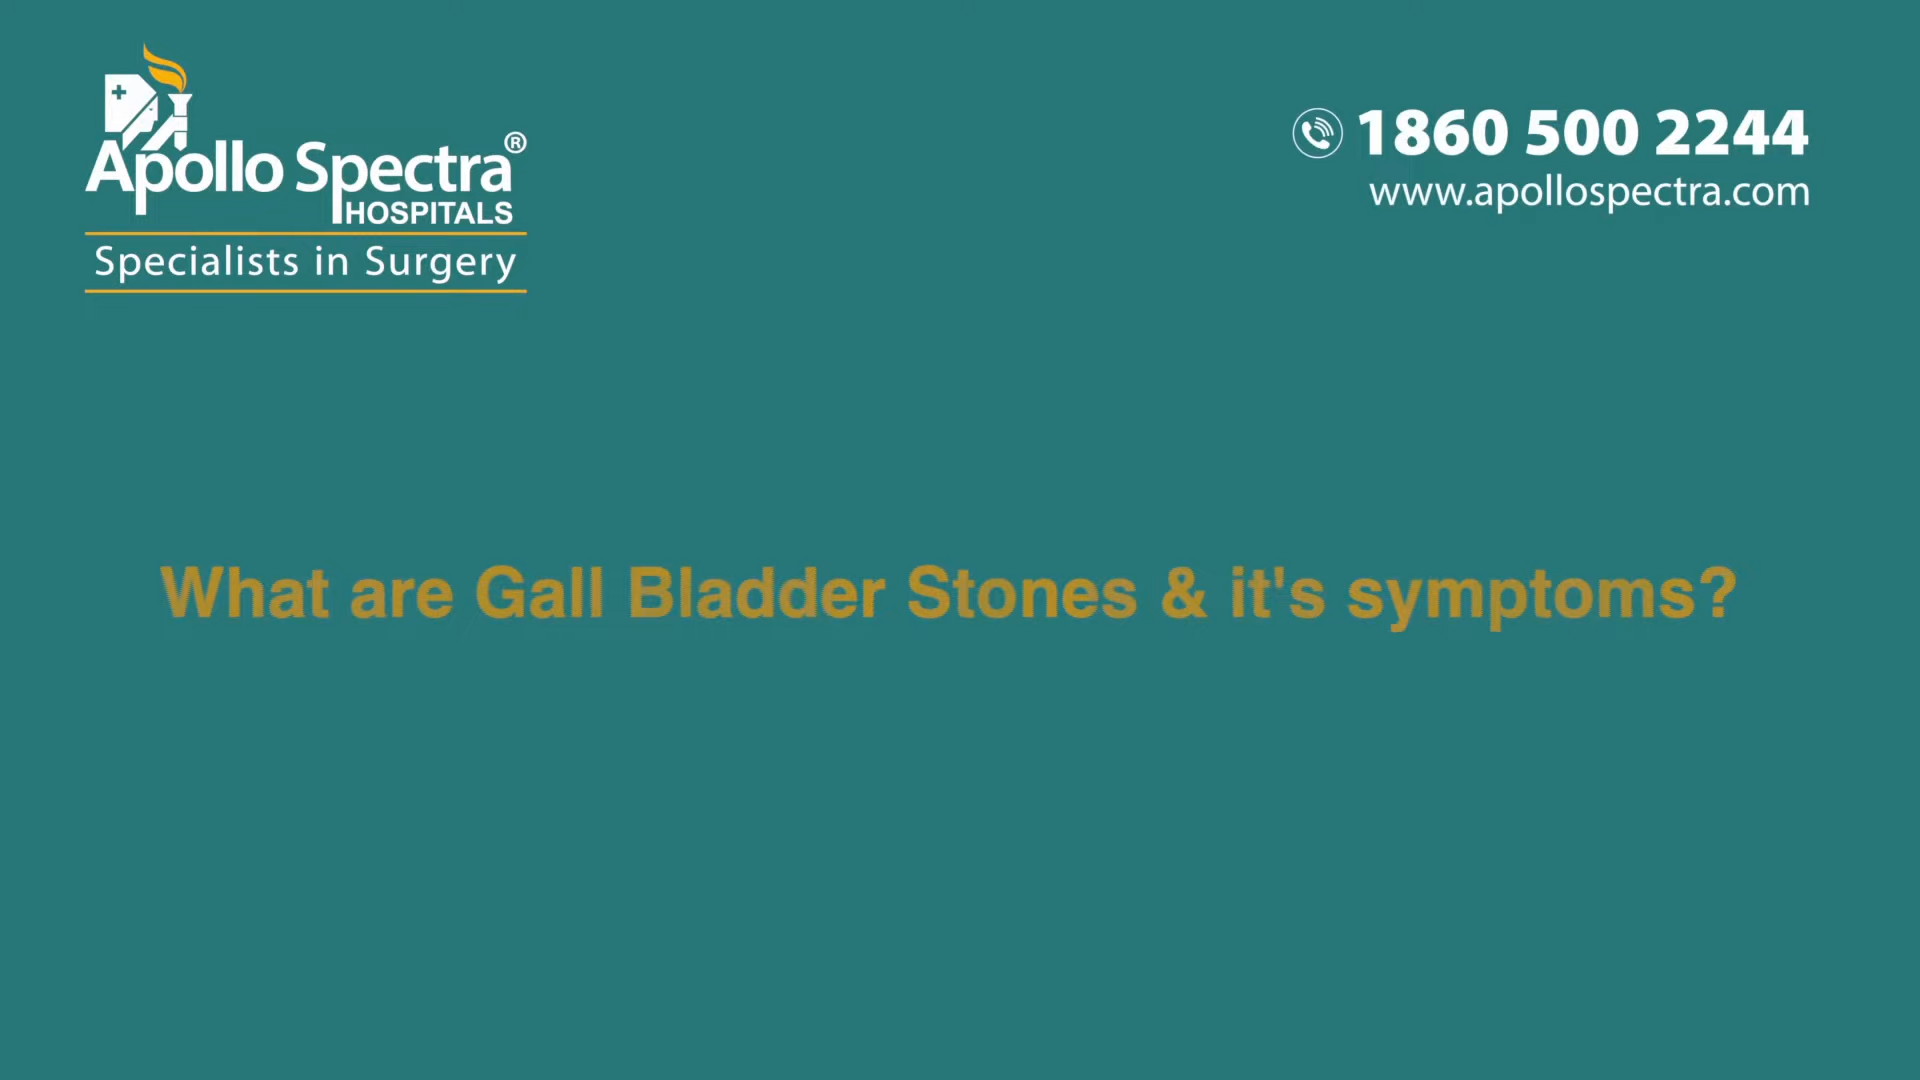 Apollo Spectra®
HOSPITALS
Specialists in Surgery
1860 500 2244
www.apollospectra.com
What are Gall Bladder Stones & it's symptoms?